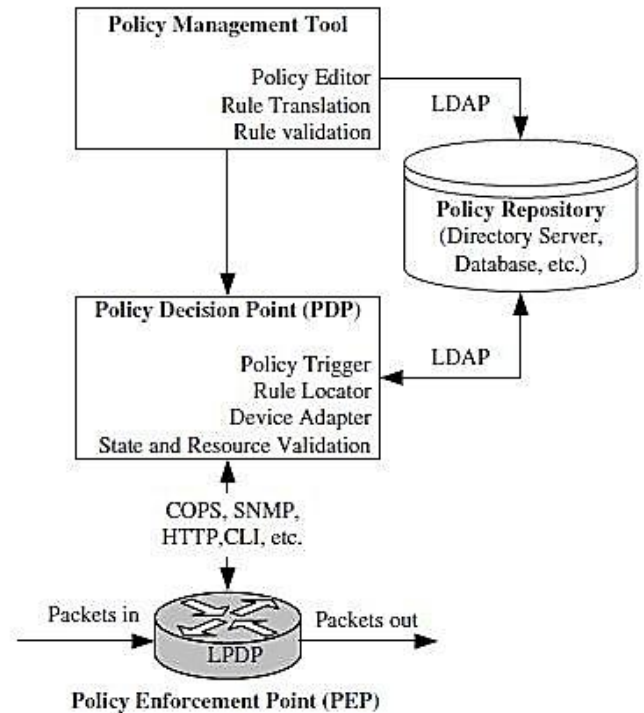 Policy Management Tool
Policy Editor
Rule Translation
Rule validation
LDAP
Policy Repository
(Directory Server,
Database, etc.)
Policy Decision Point (PDP)
Policy Trigger
Rule Locator
Device Adapter
State and Resource Validation
LDAP
COPS, SNMP,
HTTP,CLI, etc.
Packets in
Packets out
LPDP
Policy Enforcement Point (PEP)